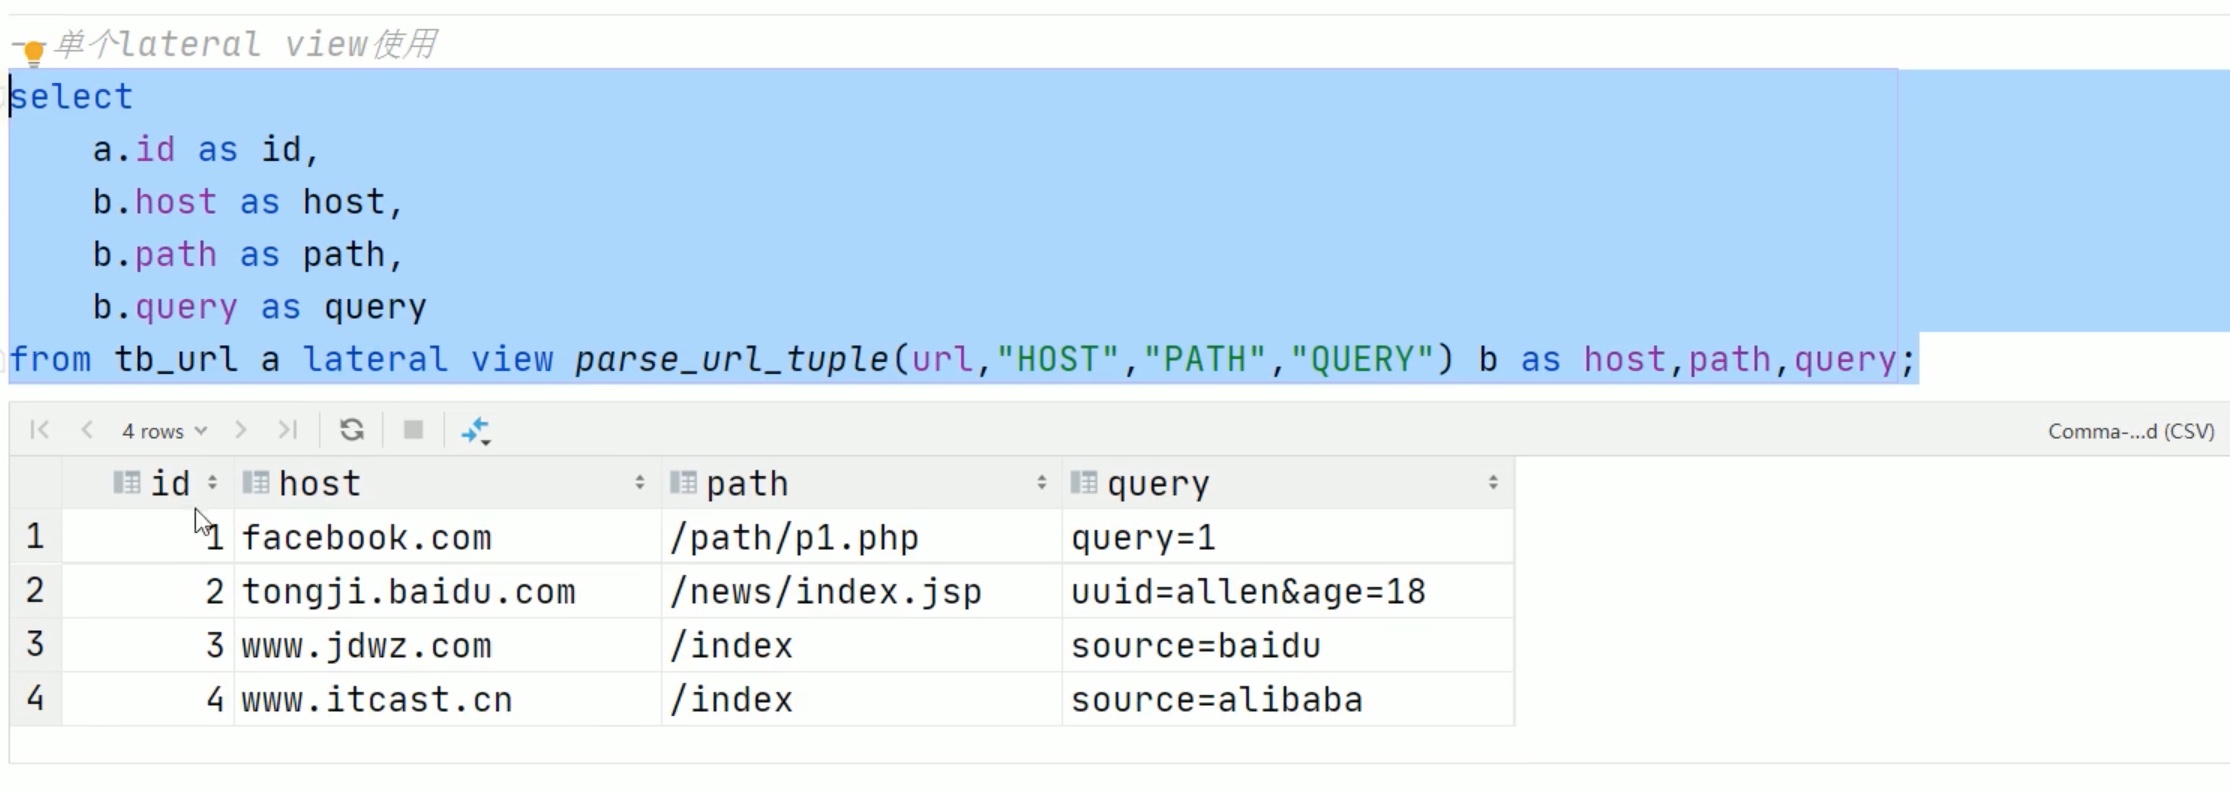 --单个lateral view使用
select
a.id as id,
b.host as host,
b.path as path,
b.query as query
from tb_url a lateral view parse_url_tuple(url,"HOST","PATH","QUERY") b as host,path,query;
4 rows Comma-...d (CSV)
id host path query
1 1 facebook.com /path/p1.php query=1
2 2 tongji.baidu.com /news/index.jsp uuid=allen&age=18
3 3 www.jdwz.com /index source=baidu
4 4 www.itcast.cn /index source=alibaba